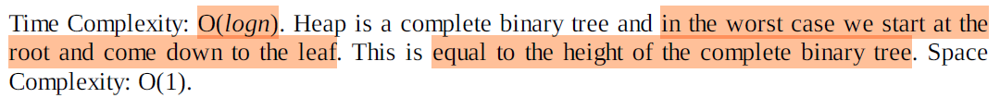 Time Complexity: O(logn). Heap is a complete binary tree and in the worst case we start at the
root and come down to the leaf. This is equal to the height of the complete binary tree. Space
Complexity: O(1).